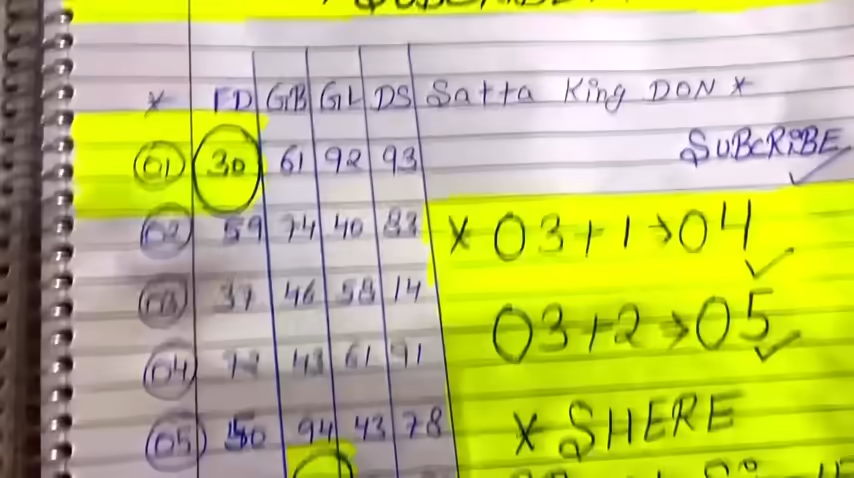 * FD GB GL DS Satta King DON *
01 30 61 92 93
SUBCRiBE
02 59 74 40 83
* 03+1→04
03 37 46 58 14
03+2→05
04 43 61 91
05 50 94 43 78
* SHERE